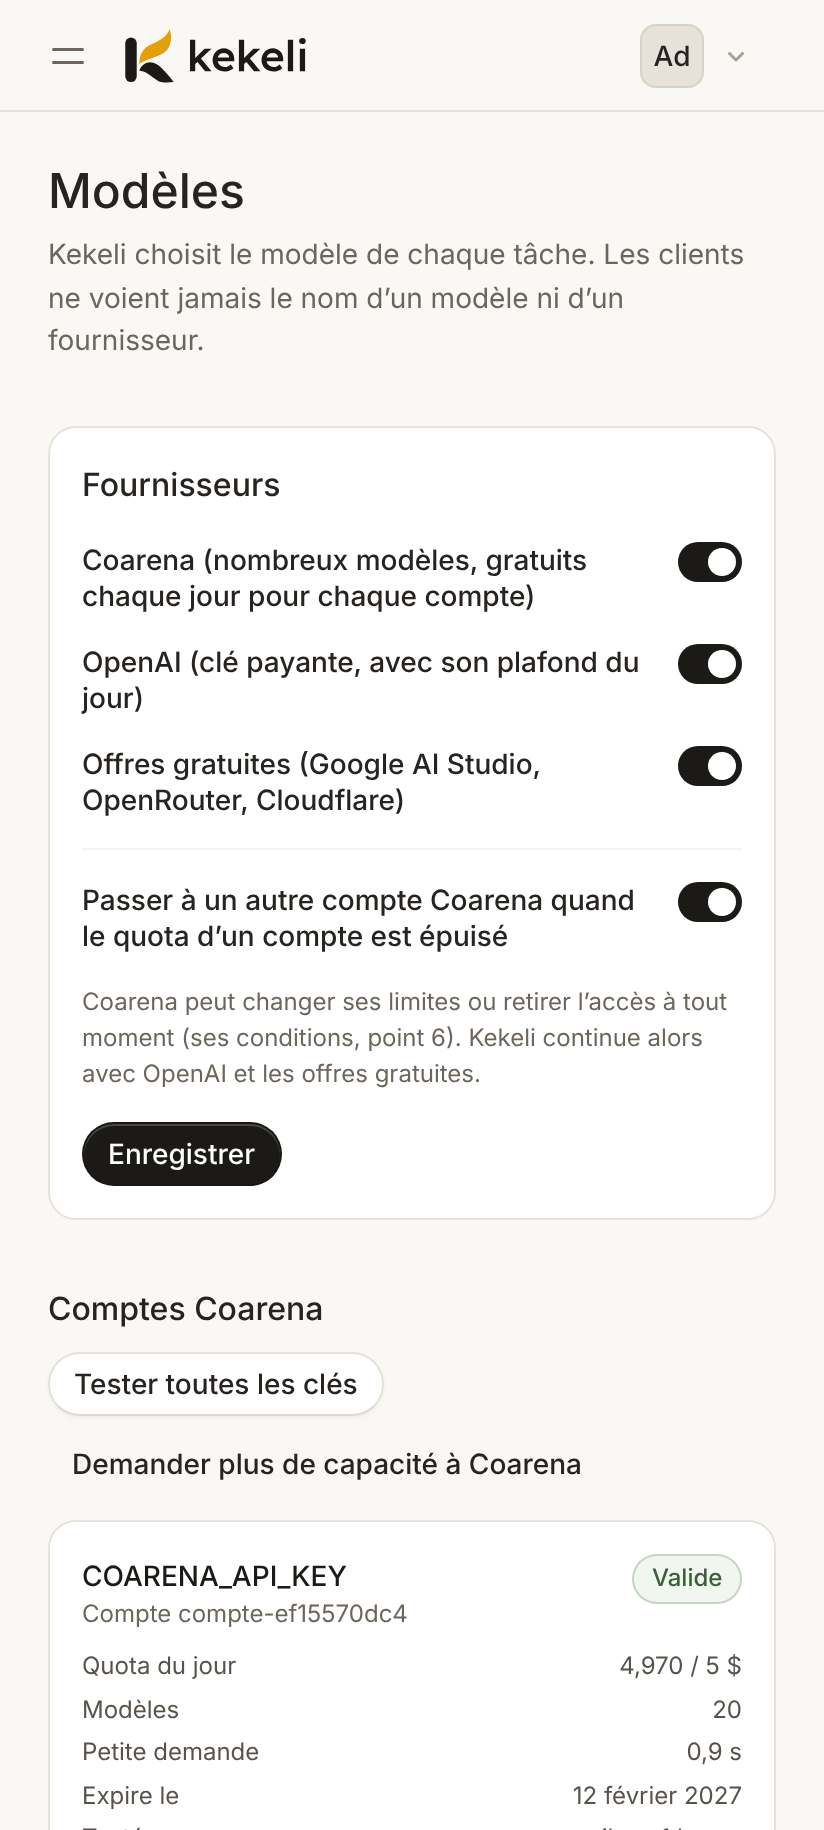 kekeli
Ad
Modèles
Kekeli choisit le modèle de chaque tâche. Les clients
ne voient jamais le nom d’un modèle ni d’un
fournisseur.
Fournisseurs
Coarena (nombreux modèles, gratuits
chaque jour pour chaque compte)
OpenAI (clé payante, avec son plafond du
jour)
Offres gratuites (Google AI Studio,
OpenRouter, Cloudflare)
Passer à un autre compte Coarena quand
le quota d’un compte est épuisé
Coarena peut changer ses limites ou retirer l’accès à tout
moment (ses conditions, point 6). Kekeli continue alors
avec OpenAI et les offres gratuites.
Enregistrer
Comptes Coarena
Tester toutes les clés
Demander plus de capacité à Coarena
COARENA_API_KEY
Valide
Compte compte-ef15570dc4
Quota du jour 4,970 / 5 $
Modèles 20
Petite demande 0,9 s
Expire le 12 février 2027